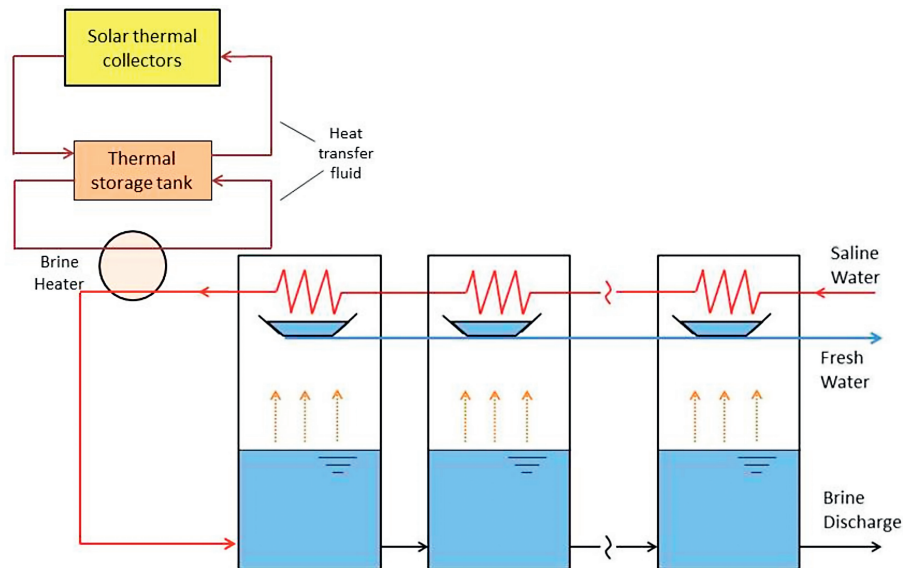 Solar thermal
collectors
Thermal
storage tank
Heat
transfer
fluid
Brine
Heater
Saline
Water
Fresh
Water
Brine
Discharge